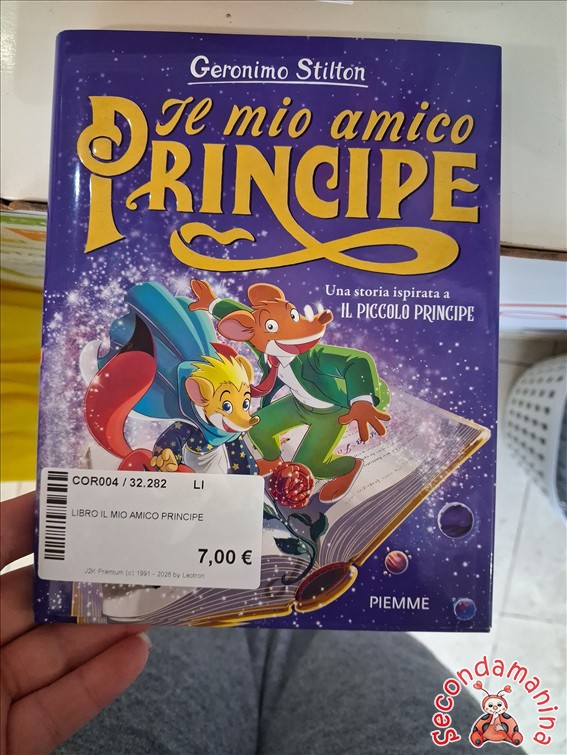 Geronimo Stilton
Il mio amico
PRINCIPE
Una storia ispirata a
IL PICCOLO PRINCIPE
COR004 / 32.282 LI
LIBRO IL MIO AMICO PRINCIPE
7,00 €
J2K Premium (c) 1991 - 2026 by Leotron
PIEMME
Secondamanina